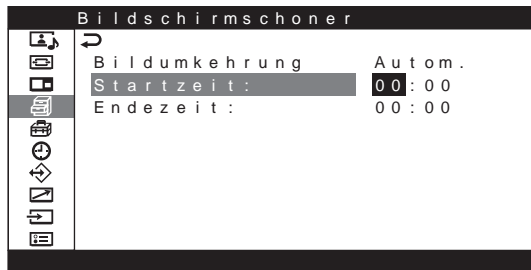 Bildschirmschoner
Bildumkehrung Autom.
Startzeit: 00:00
Endezeit: 00:00